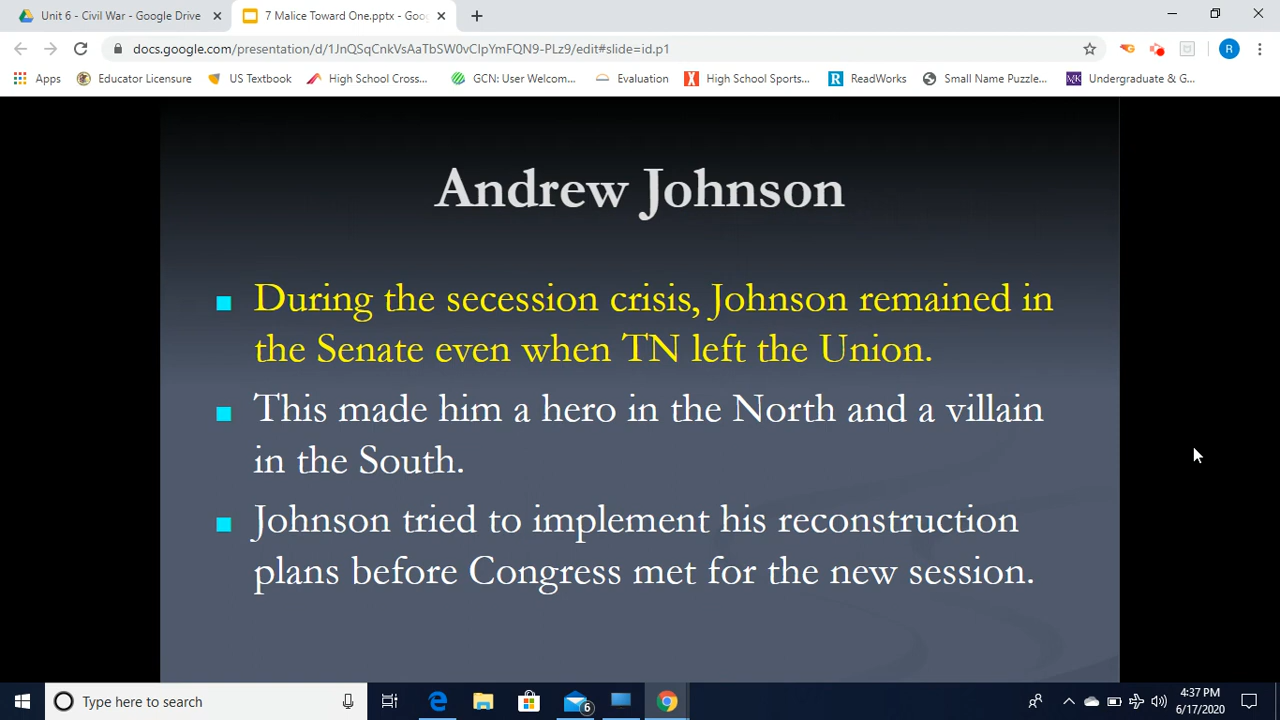 Unit 6 - Civil War - Google Drive
7 Malice Toward One.pptx - Goo
docs.google.com/presentation/d/1JnQSqCnkVsAaTbSW0vCIpYmFQN9-PLz9/edit#slide=id.p1
R
Apps
Educator Licensure
US Textbook
High School Cross...
GCN: User Welcom...
Evaluation
High School Sports...
ReadWorks
Small Name Puzzle...
Undergraduate & G...
Andrew Johnson
During the secession crisis, Johnson remained in
the Senate even when TN left the Union.
This made him a hero in the North and a villain
in the South.
Johnson tried to implement his reconstruction
plans before Congress met for the new session.
Type here to search
6
4:37 PM
6/17/2020